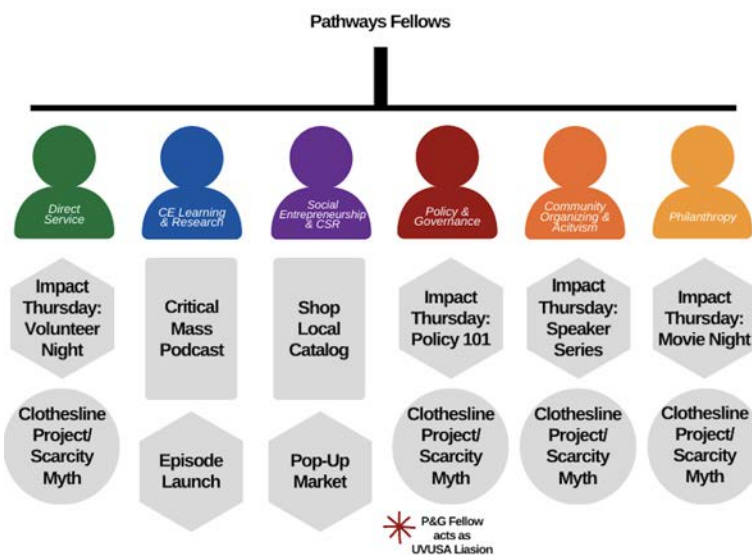 Pathways Fellows
Direct
Service
CE Learning
& Research
Social
Entrepreneurship
& CSR
Policy &
Governance
Community
Organizing &
Acitvism
Philanthropy
Impact
Thursday:
Volunteer
Night
Critical
Mass
Podcast
Shop
Local
Catalog
Impact
Thursday:
Policy 101
Impact
Thursday:
Speaker
Series
Impact
Thursday:
Movie Night
Clothesline
Project/
Scarcity
Myth
Episode
Launch
Pop-Up
Market
Clothesline
Project/
Scarcity
Myth
Clothesline
Project/
Scarcity
Myth
Clothesline
Project/
Scarcity
Myth
P&G Fellow
acts as
UVUSA Liasion